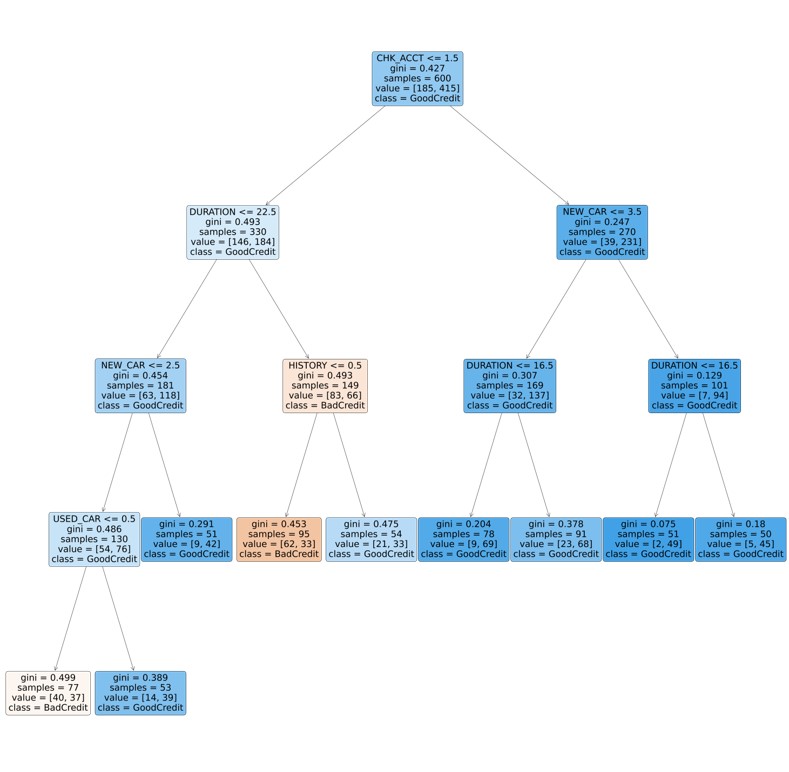 CHK_ACCT <= 1.5
gini = 0.427
samples = 600
value = [185, 415]
class = GoodCredit
DURATION <= 22.5
gini = 0.493
samples = 330
value = [146, 184]
class = GoodCredit
NEW_CAR <= 3.5
gini = 0.247
samples = 270
value = [39, 231]
class = GoodCredit
NEW_CAR <= 2.5
gini = 0.454
samples = 181
value = [63, 118]
class = GoodCredit
HISTORY <= 0.5
gini = 0.493
samples = 149
value = [83, 66]
class = BadCredit
DURATION <= 16.5
gini = 0.307
samples = 169
value = [32, 137]
class = GoodCredit
DURATION <= 16.5
gini = 0.129
samples = 101
value = [7, 94]
class = GoodCredit
USED_CAR <= 0.5
gini = 0.486
samples = 130
value = [54, 76]
class = GoodCredit
gini = 0.291
samples = 51
value = [9, 42]
class = GoodCredit
gini = 0.453
samples = 95
value = [62, 33]
class = BadCredit
gini = 0.475
samples = 54
value = [21, 33]
class = GoodCredit
gini = 0.204
samples = 78
value = [9, 69]
class = GoodCredit
gini = 0.378
samples = 91
value = [23, 68]
class = GoodCredit
gini = 0.075
samples = 51
value = [2, 49]
class = GoodCredit
gini = 0.18
samples = 50
value = [5, 45]
class = GoodCredit
gini = 0.499
samples = 77
value = [40, 37]
class = BadCredit
gini = 0.389
samples = 53
value = [14, 39]
class = GoodCredit